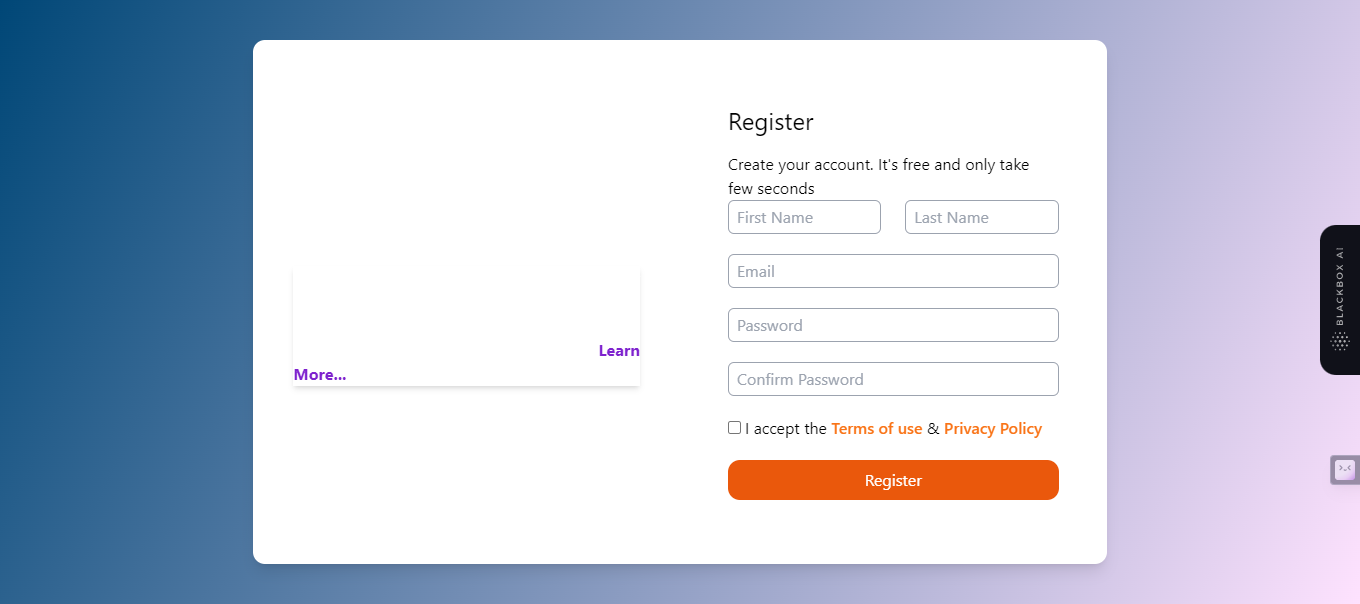 Register
Create your account. It's free and only take
few seconds
First Name
Last Name
Email
Password
Confirm Password
I accept the Terms of use & Privacy Policy
Register
Learn
More...
BLACKBOX AI